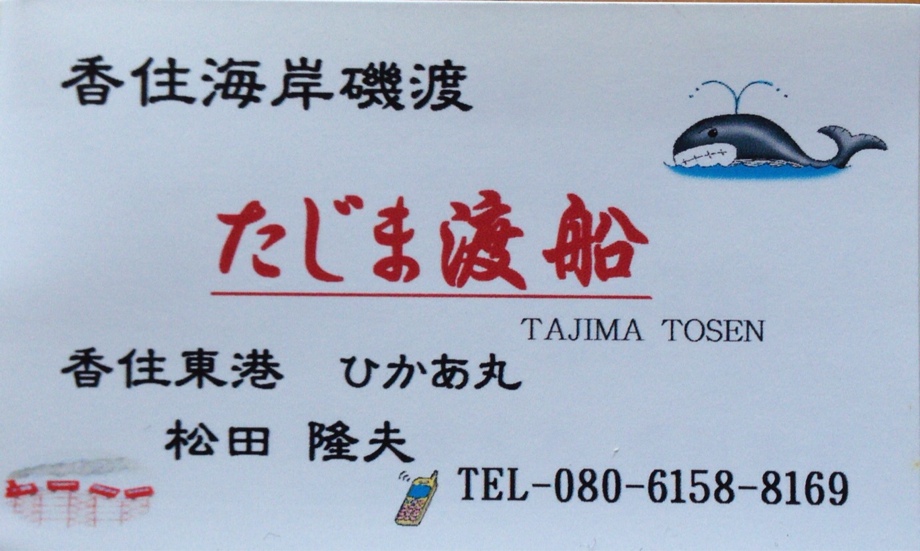 香住海岸磯渡
たじま渡船
TAJIMA TOSEN
香住東港 ひかあ丸
松田 隆夫
TEL-080-6158-8169